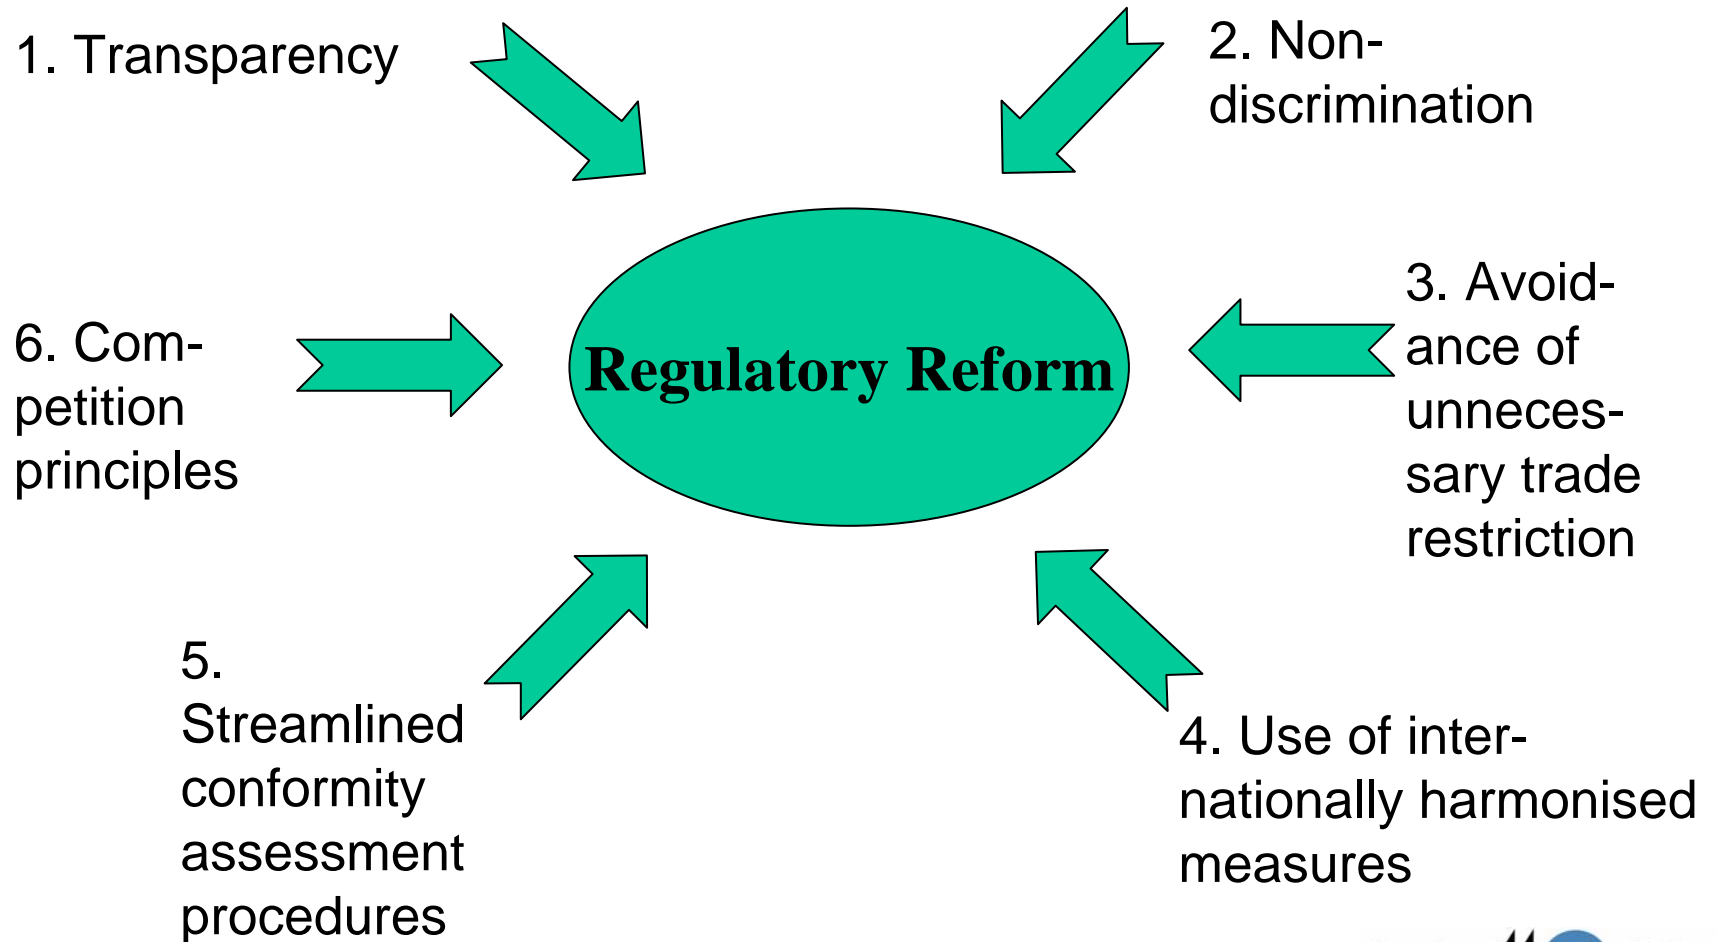 1. Transparency
2. Non-
discrimination
3. Avoid-
ance of
unneces-
sary trade
restriction
4. Use of inter-
nationally harmonised
measures
5.
Streamlined
conformity
assessment
procedures
6. Com-
petition
principles
Regulatory Reform